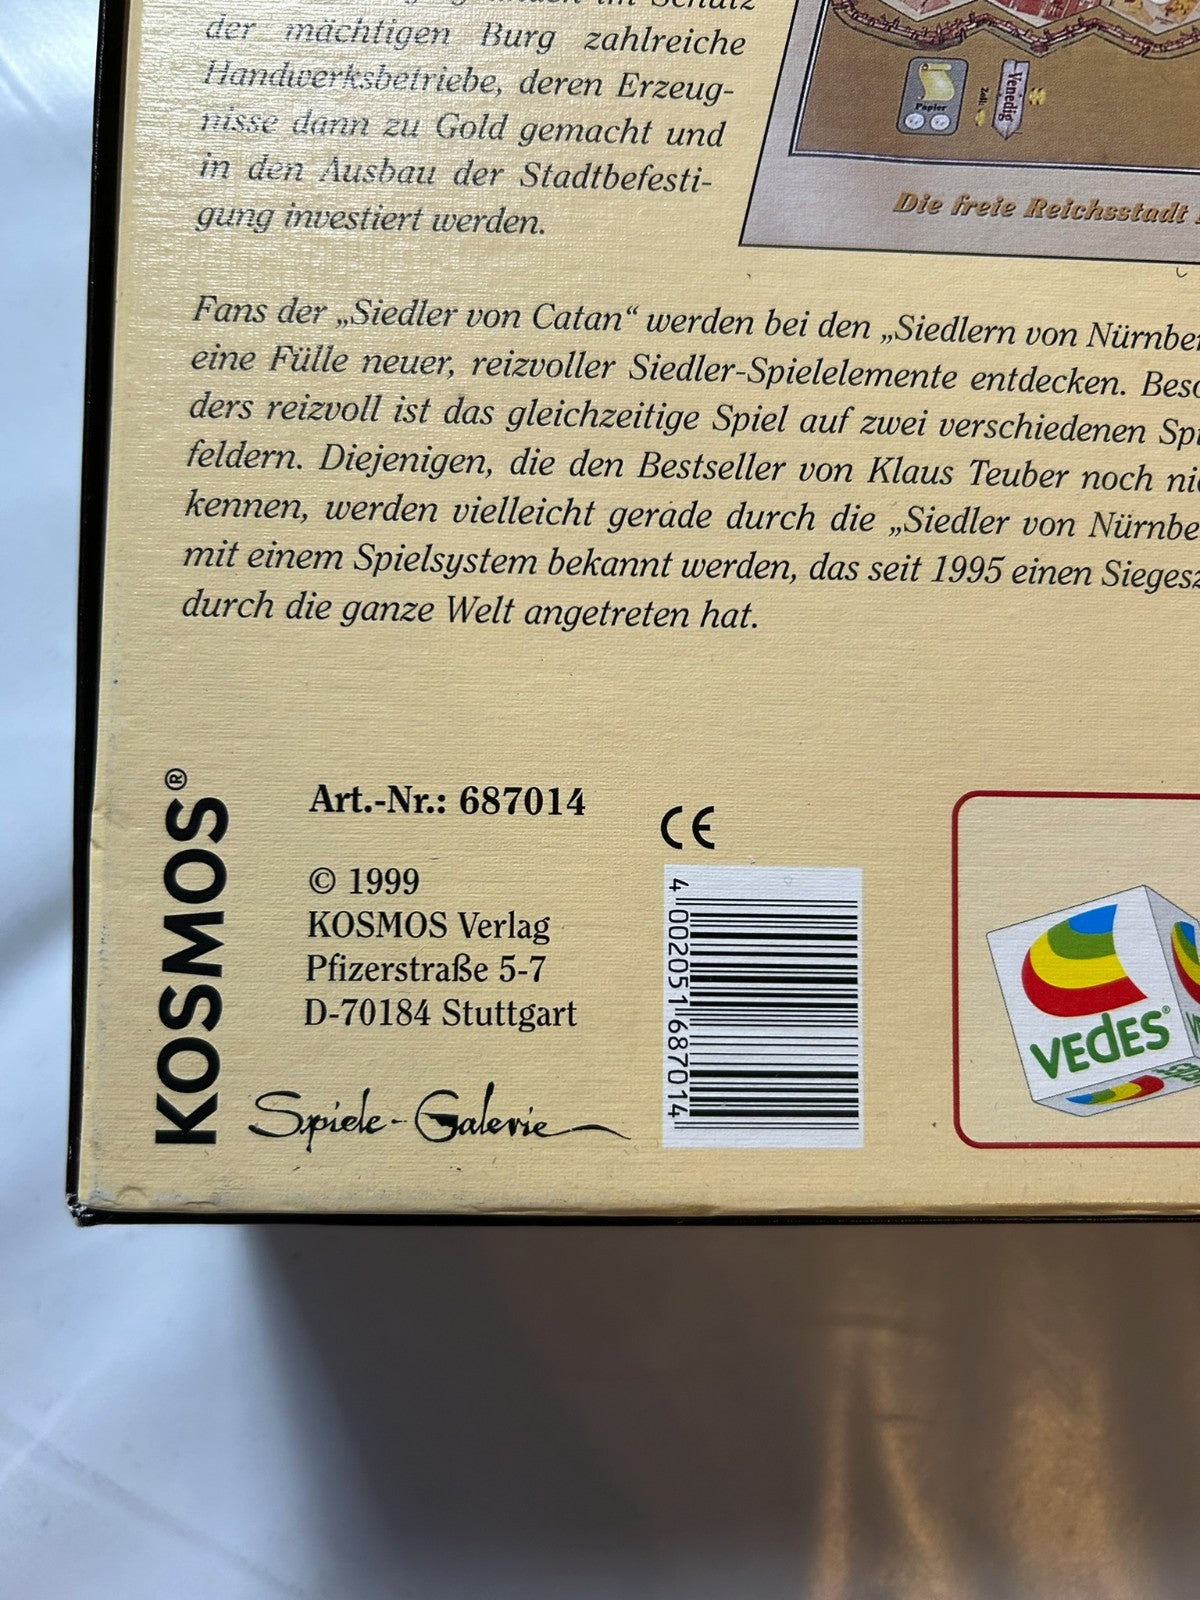 der mächtigen Burg zahlreiche
Handwerksbetriebe, deren Erzeug-
nisse dann zu Gold gemacht und
in den Ausbau der Stadtbefesti-
gung investiert werden.
Papier
Zoll:
Venedig
Die freie Reichsstadt
Fans der „Siedler von Catan“ werden bei den „Siedlern von Nürnber
eine Fülle neuer, reizvoller Siedler-Spielelemente entdecken. Beso
ders reizvoll ist das gleichzeitige Spiel auf zwei verschiedenen Spi
feldern. Diejenigen, die den Bestseller von Klaus Teuber noch nic
kennen, werden vielleicht gerade durch die „Siedler von Nürnbe
mit einem Spielsystem bekannt werden, das seit 1995 einen Siegesz
durch die ganze Welt angetreten hat.
KOSMOS®
Art.-Nr.: 687014
© 1999
KOSMOS Verlag
Pfizerstraße 5-7
D-70184 Stuttgart
Spiele-Galerie
CE
4 002051 687014
VEDES®